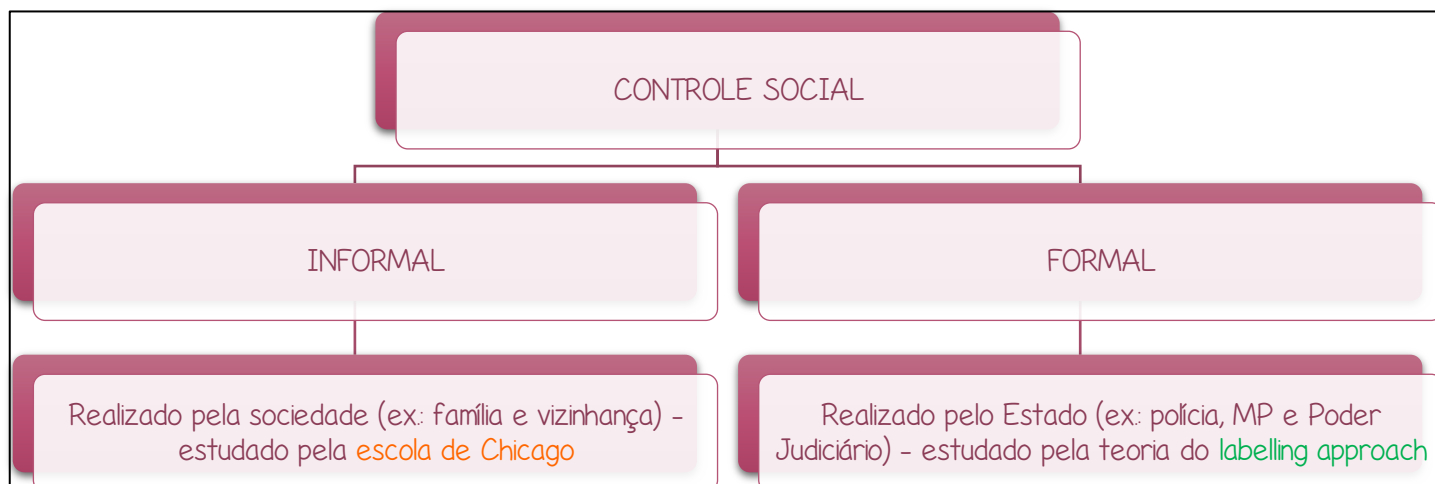 CONTROLE SOCIAL
INFORMAL
FORMAL
Realizado pela sociedade (ex.: família e vizinhança) -
estudado pela escola de Chicago
Realizado pelo Estado (ex.: polícia, MP e Poder
Judiciário) - estudado pela teoria do labelling approach